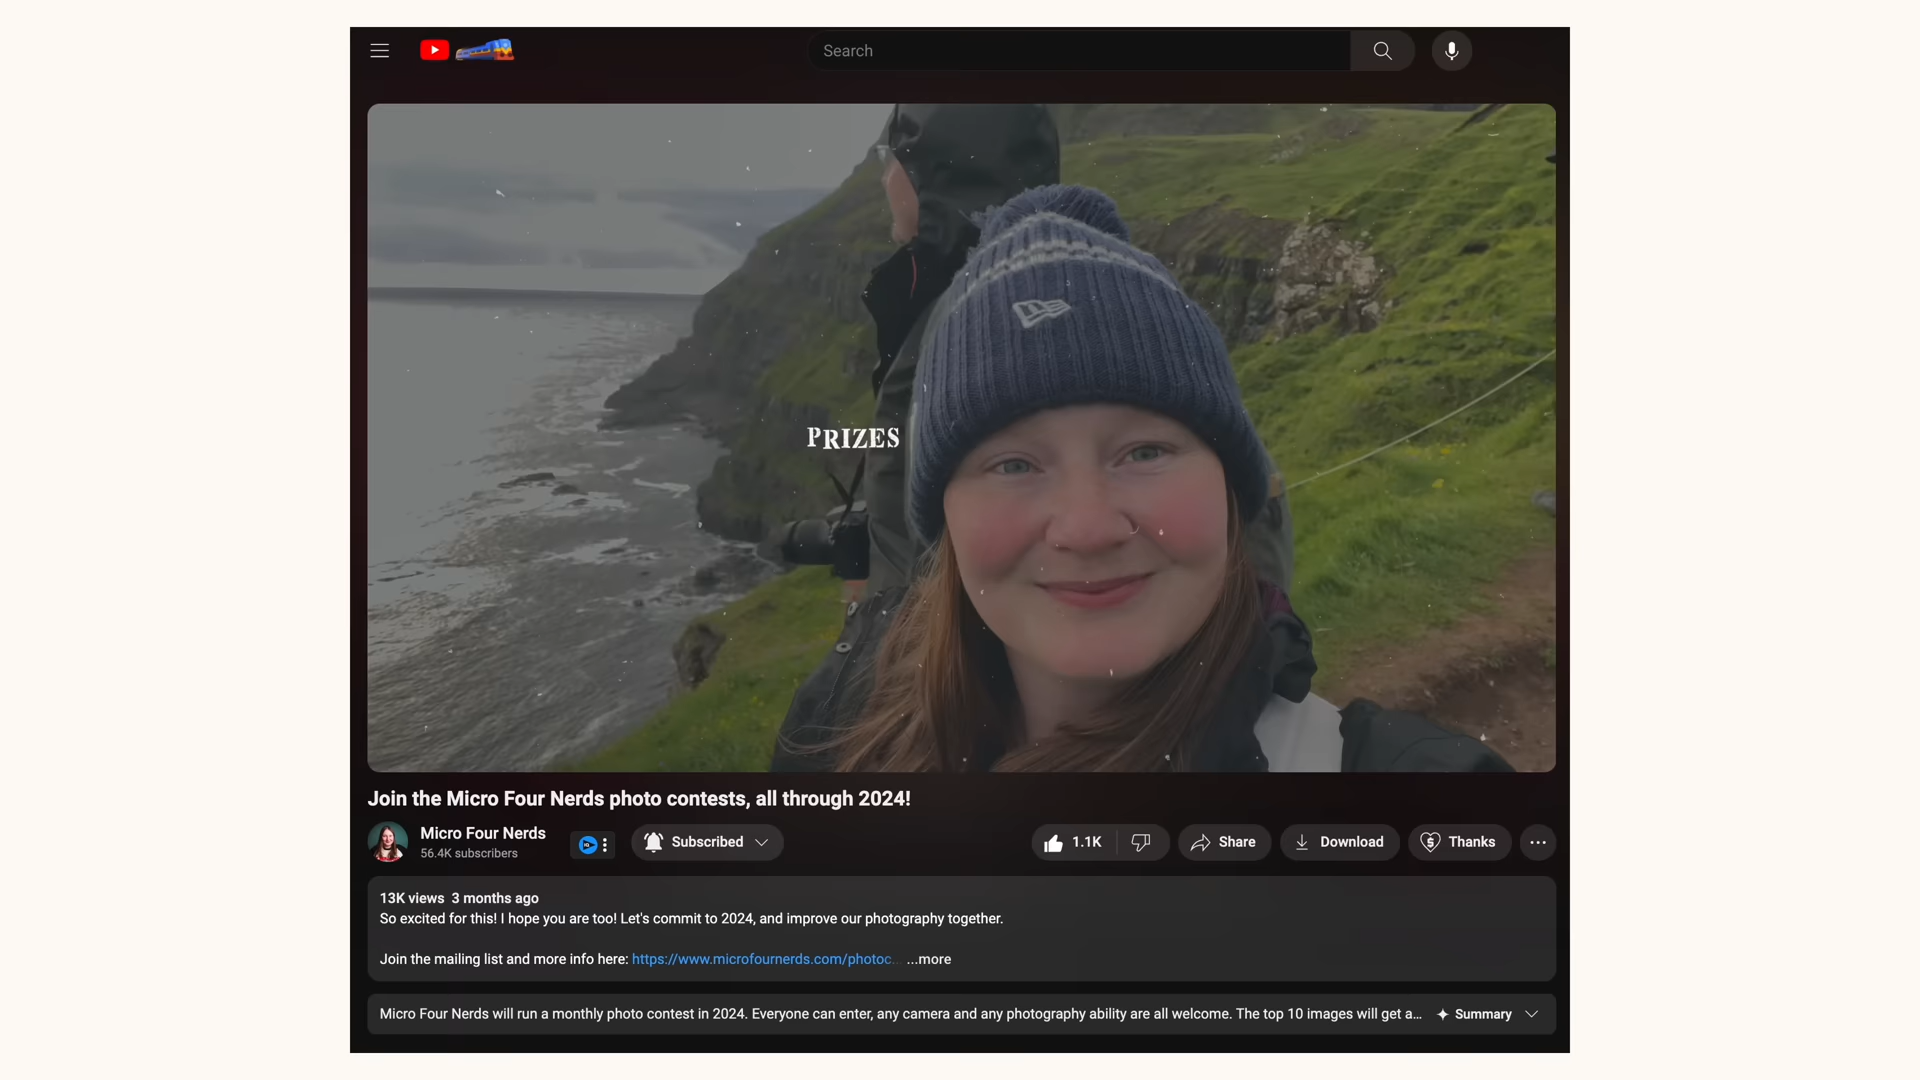 Search
PRIZES
Join the Micro Four Nerds photo contests, all through 2024!
Micro Four Nerds
56.4K subscribers
Subscribed
1.1K
Share
Download
Thanks
13K views 3 months ago
So excited for this! I hope you are too! Let's commit to 2024, and improve our photography together.
Join the mailing list and more info here: https://www.microfournerds.com/photoc... ...more
Micro Four Nerds will run a monthly photo contest in 2024. Everyone can enter, any camera and any photography ability are all welcome. The top 10 images will get a...
Summary